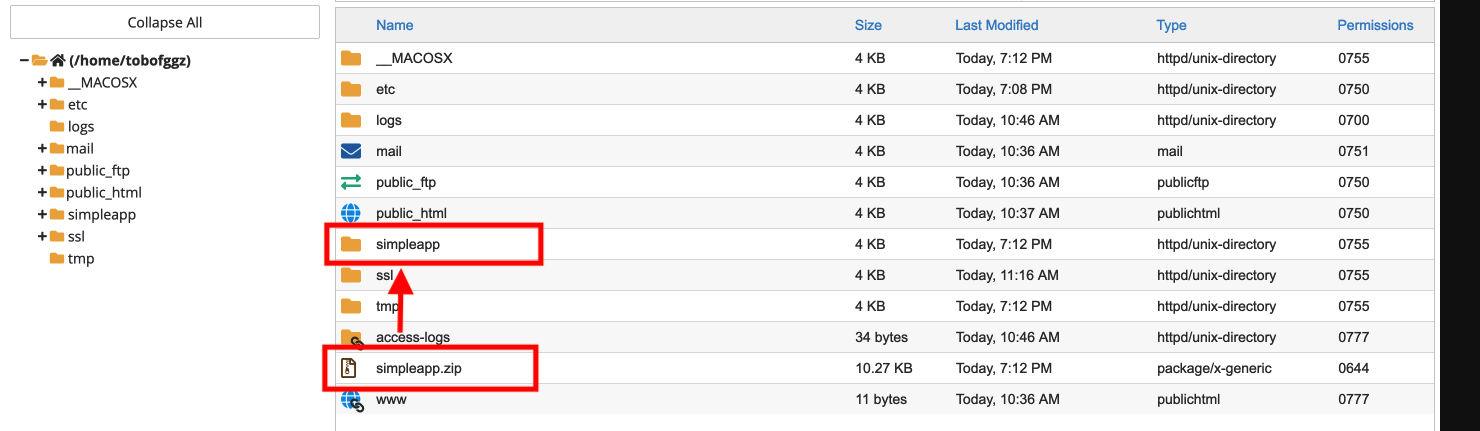 Collapse All
(/home/tobofggz)
__MACOSX
etc
logs
mail
public_ftp
public_html
simpleapp
ssl
tmp
Name Size Last Modified Type Permissions
__MACOSX 4 KB Today, 7:12 PM httpd/unix-directory 0755
etc 4 KB Today, 7:08 PM httpd/unix-directory 0750
logs 4 KB Today, 10:46 AM httpd/unix-directory 0700
mail 4 KB Today, 10:36 AM mail 0751
public_ftp 4 KB Today, 10:36 AM publicftp 0750
public_html 4 KB Today, 10:37 AM publichtml 0750
simpleapp 4 KB Today, 7:12 PM httpd/unix-directory 0755
ssl 4 KB Today, 11:16 AM httpd/unix-directory 0755
tmp 4 KB Today, 7:12 PM httpd/unix-directory 0755
access-logs 34 bytes Today, 10:46 AM httpd/unix-directory 0777
simpleapp.zip 10.27 KB Today, 7:12 PM package/x-generic 0644
www 11 bytes Today, 10:36 AM publichtml 0777